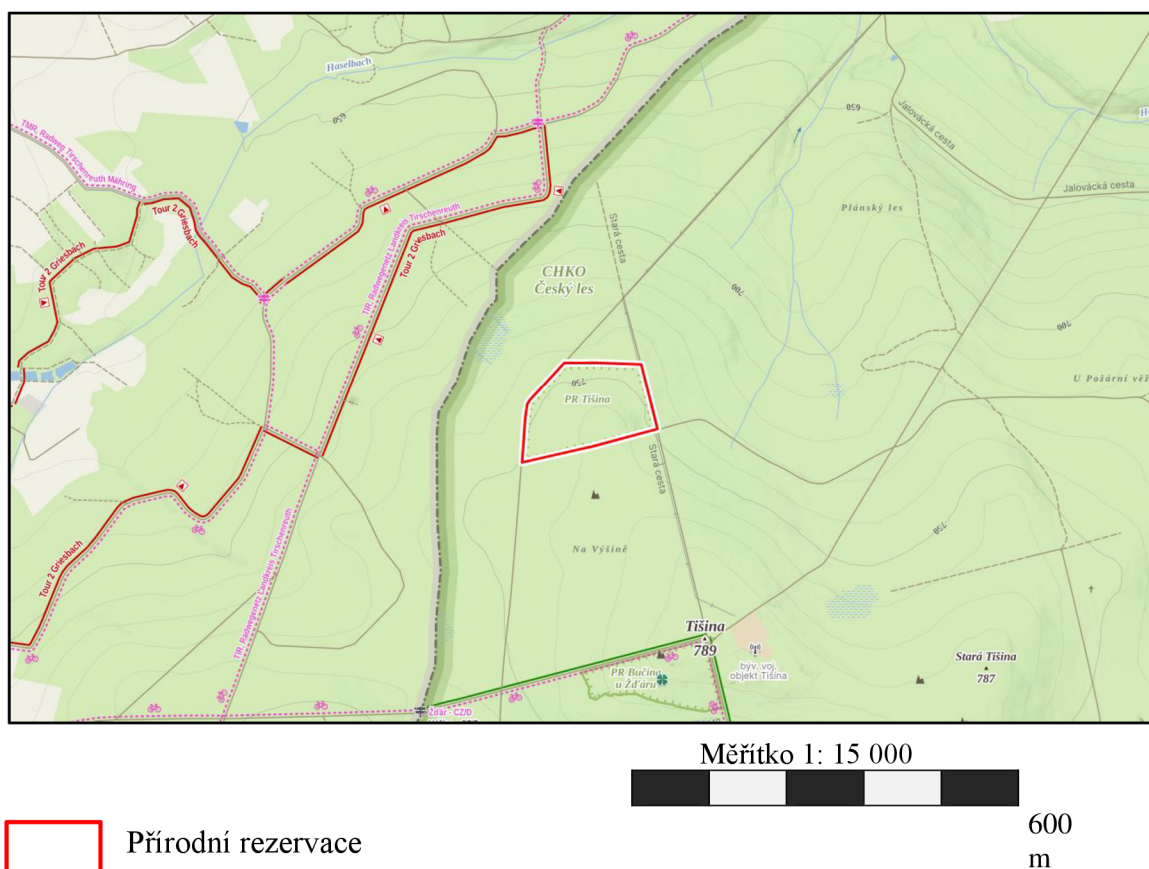 Haselbach
650
TMR, Radweg Tirschenreuth Mähring
Tour 2 Griesbach
Tour 2 Griesbach
TIR, Radwegenetz Landkreis Tirschenreuth
Tour 2 Griesbach
CHKO
Český les
Stará cesta
650
Jalovácká cesta
Jalovácká cesta
Plánský les
700
700
U Požární věž
750
PR Tišina
Stará cesta
Na Výšině
750
Tour 2 Griesbach
TIR, Radwegenetz Landkreis Tirschenreuth
Tišina
789
PR Bučina
u Žďáru
býv. voj.
objekt Tišina
Stará Tišina
787
Žďár - CZ/D
Měřítko 1: 15 000
600
m
Přírodní rezervace